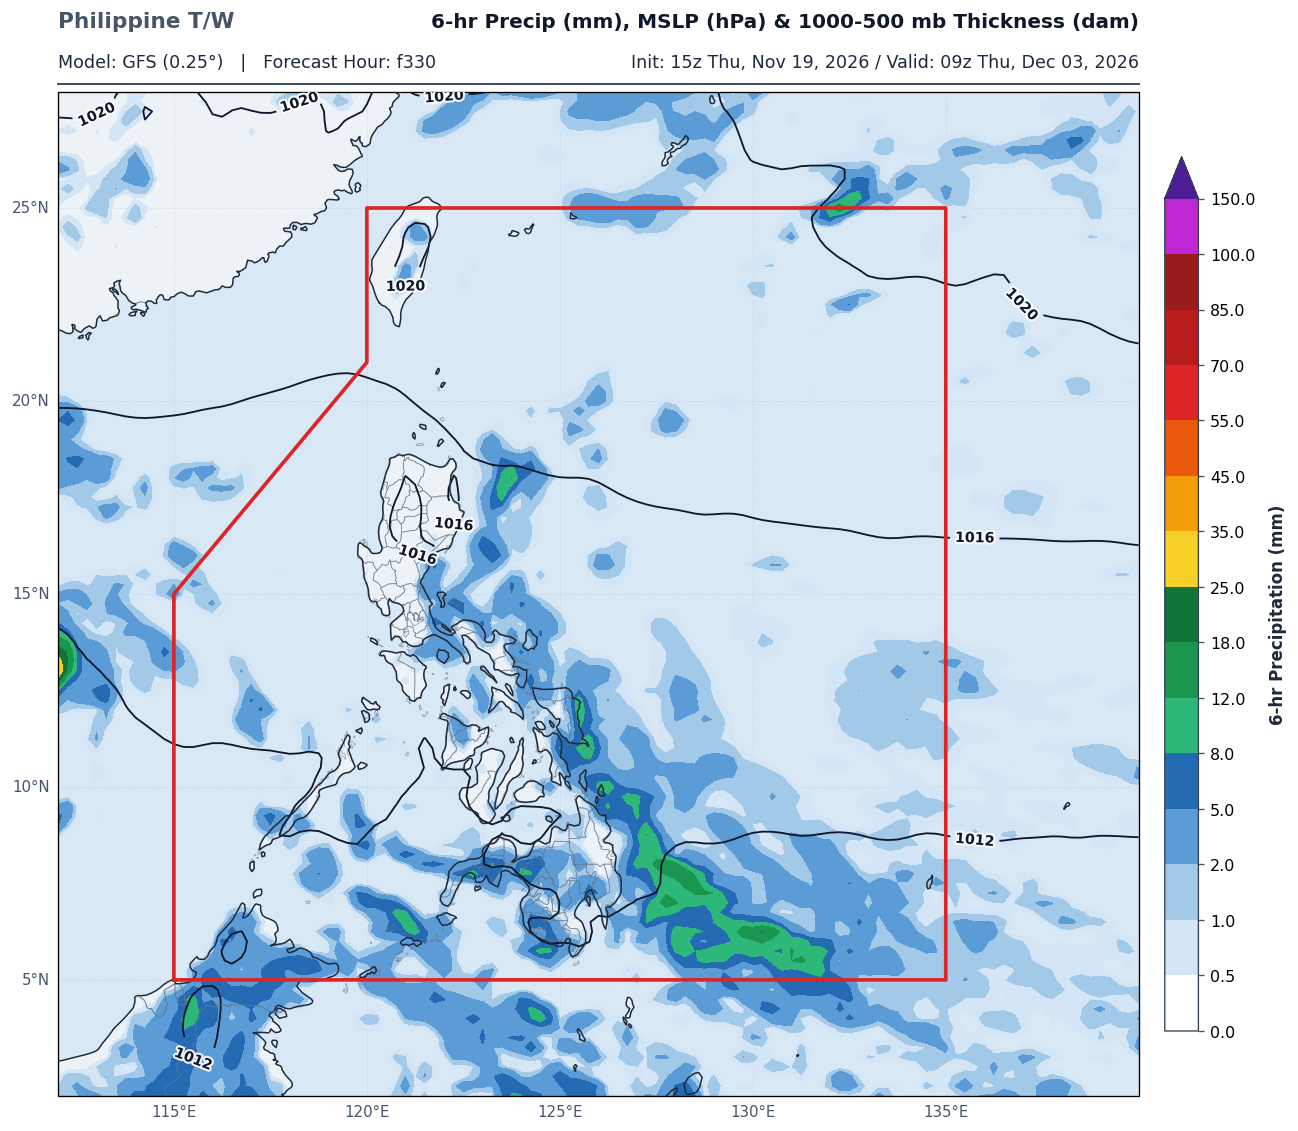 Philippine T/W
6-hr Precip (mm), MSLP (hPa) & 1000-500 mb Thickness (dam)
Model: GFS (0.25°) | Forecast Hour: f330
Init: 15z Thu, Nov 19, 2026 / Valid: 09z Thu, Dec 03, 2026
1020
1020
1020
25°N
1020
1020
20°N
1016
1016
1016
15°N
10°N
1012
5°N
1012
115°E
120°E
125°E
130°E
135°E
150.0
100.0
85.0
70.0
55.0
45.0
35.0
25.0
18.0
12.0
8.0
5.0
2.0
1.0
0.5
0.0
6-hr Precipitation (mm)